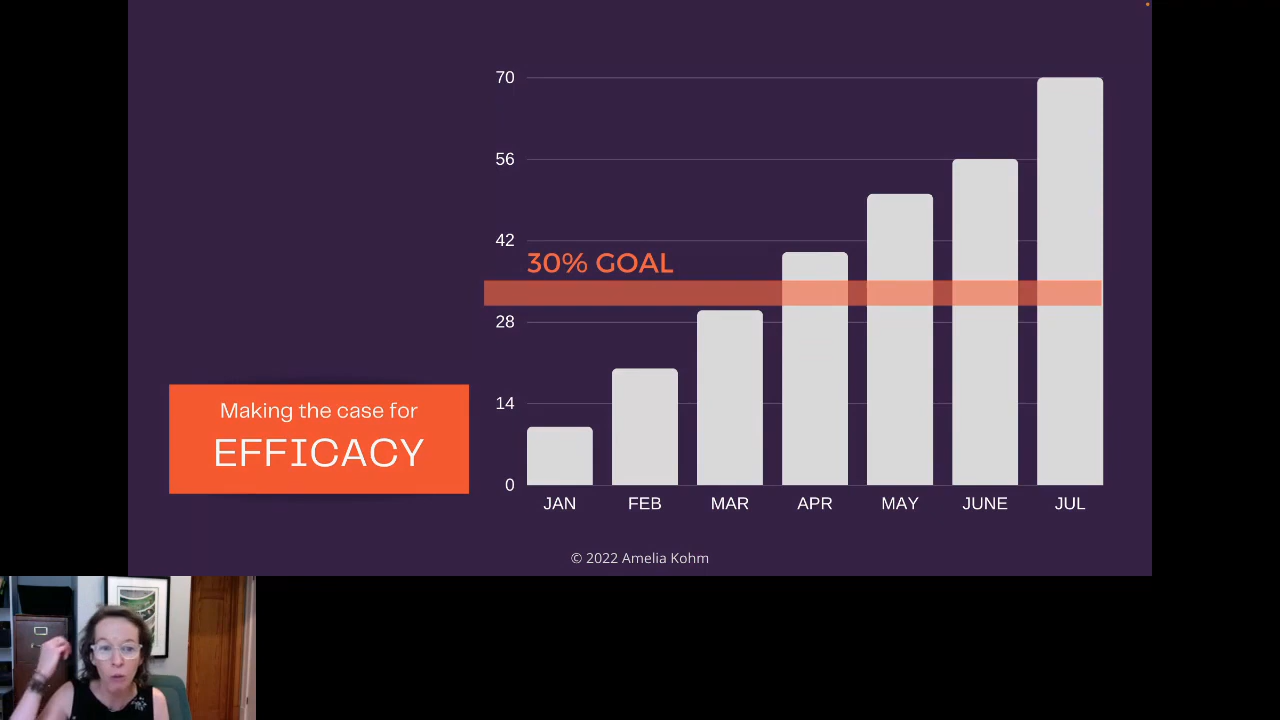 70
56
42
30% GOAL
28
14
0
JAN FEB MAR APR MAY JUNE JUL
Making the case for
EFFICACY
© 2022 Amelia Kohm